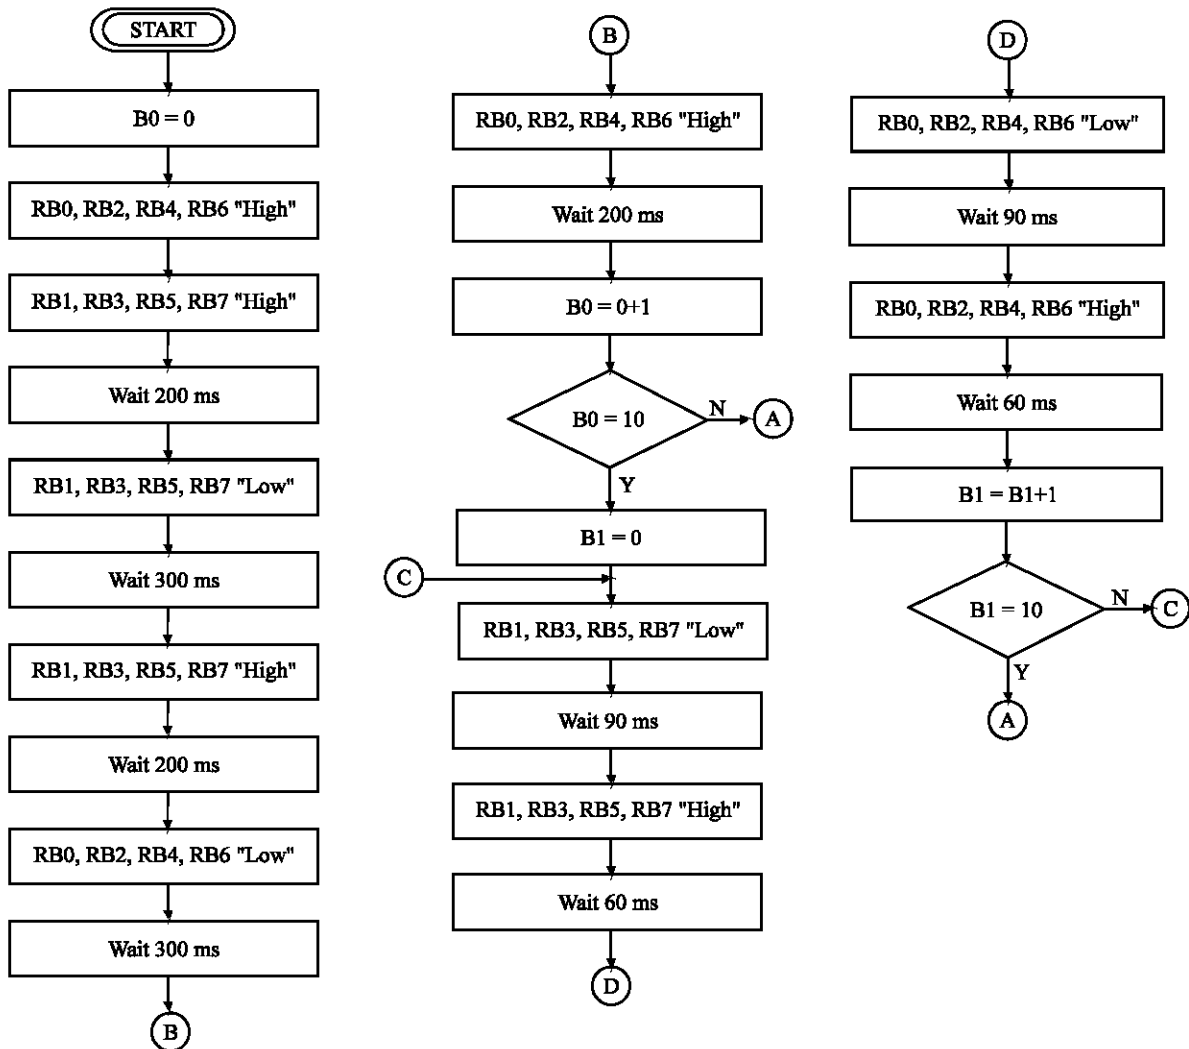 START
B0 = 0
RB0, RB2, RB4, RB6 "High"
RB1, RB3, RB5, RB7 "High"
Wait 200 ms
RB1, RB3, RB5, RB7 "Low"
Wait 300 ms
RB1, RB3, RB5, RB7 "High"
Wait 200 ms
RB0, RB2, RB4, RB6 "Low"
Wait 300 ms
B
B
RB0, RB2, RB4, RB6 "High"
Wait 200 ms
B0 = 0+1
B0 = 10
N
A
Y
B1 = 0
C
RB1, RB3, RB5, RB7 "Low"
Wait 90 ms
RB1, RB3, RB5, RB7 "High"
Wait 60 ms
D
D
RB0, RB2, RB4, RB6 "Low"
Wait 90 ms
RB0, RB2, RB4, RB6 "High"
Wait 60 ms
B1 = B1+1
B1 = 10
N
C
Y
A